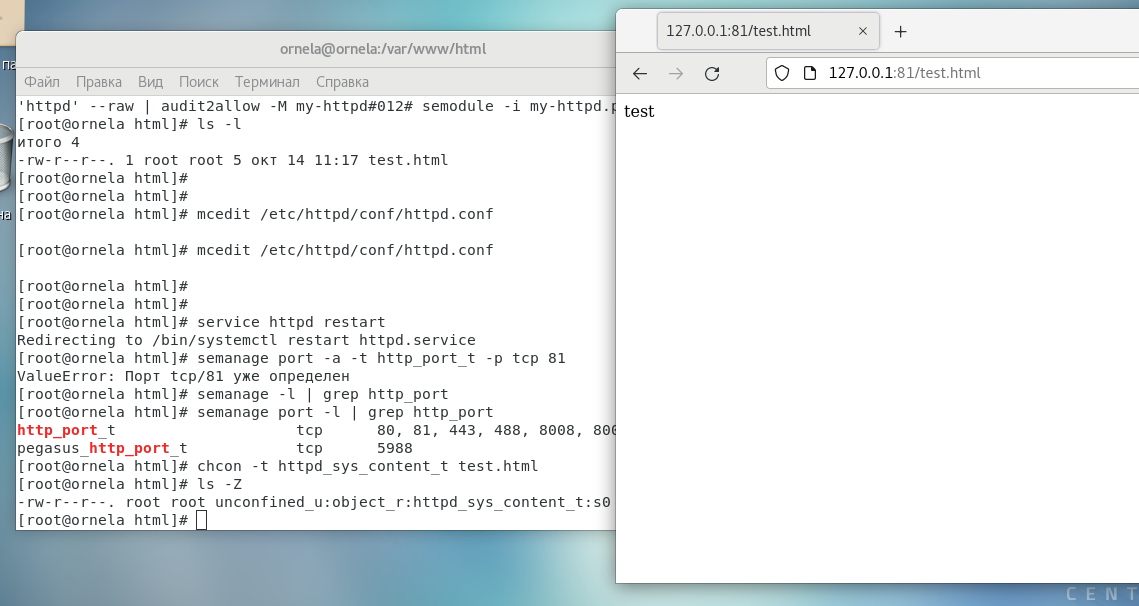 ornela@ornela:/var/www/html
Файл Правка Вид Поиск Терминал Справка
'httpd' --raw | audit2allow -M my-httpd#012# semodule -i my-httpd.p
[root@ornela html]# ls -l
итого 4
-rw-r--r--. 1 root root 5 окт 14 11:17 test.html
[root@ornela html]#
[root@ornela html]#
[root@ornela html]# mcedit /etc/httpd/conf/httpd.conf
[root@ornela html]# mcedit /etc/httpd/conf/httpd.conf
[root@ornela html]#
[root@ornela html]#
[root@ornela html]# service httpd restart
Redirecting to /bin/systemctl restart httpd.service
[root@ornela html]# semanage port -a -t http_port_t -p tcp 81
ValueError: Порт tcp/81 уже определен
[root@ornela html]# semanage -l | grep http_port
[root@ornela html]# semanage port -l | grep http_port
http_port_t tcp 80, 81, 443, 488, 8008, 800
pegasus_http_port_t tcp 5988
[root@ornela html]# chcon -t httpd_sys_content_t test.html
[root@ornela html]# ls -Z
-rw-r--r--. root root unconfined_u:object_r:httpd_sys_content_t:s0
[root@ornela html]#
127.0.0.1:81/test.html
127.0.0.1:81/test.html
test
па
на
CENT